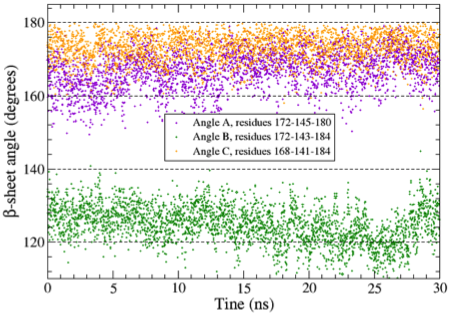 180
160
140
120
β-sheet angle (degrees)
Angle A, residues 172-145-180
Angle B, residues 172-143-184
Angle C, residues 168-141-184
0 5 10 15 20 25 30
Tine (ns)